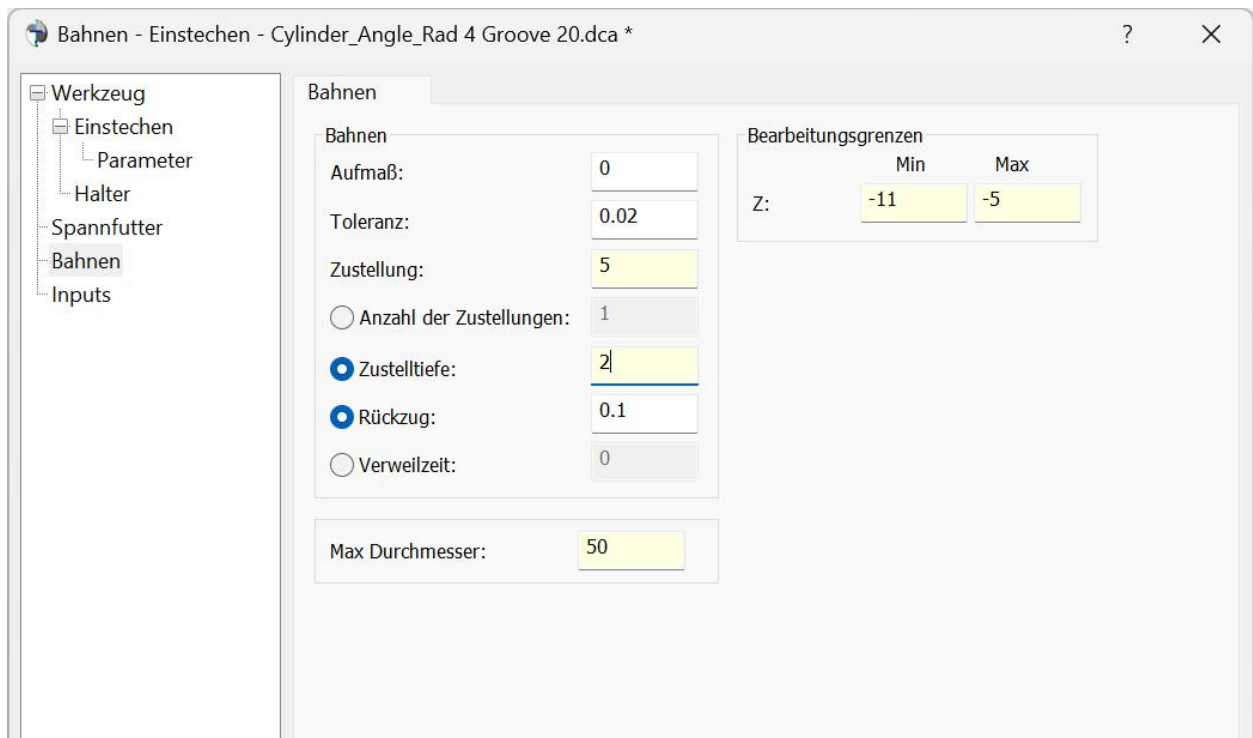 Bahnen - Einstechen - Cylinder_Angle_Rad 4 Groove 20.dca *
?
Werkzeug
Einstechen
Parameter
Halter
Spannfutter
Bahnen
Inputs
Bahnen
Bahnen
Aufmaß: 0
Toleranz: 0.02
Zustellung: 5
Anzahl der Zustellungen: 1
Zustelltiefe: 2
Rückzug: 0.1
Verweilzeit: 0
Max Durchmesser: 50
Bearbeitungsgrenzen
Min Max
Z: -11 -5